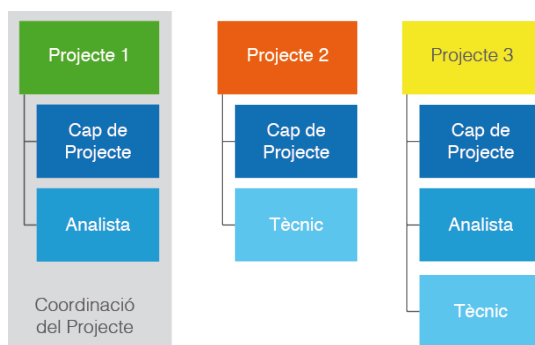 Projecte 1
Cap de
Projecte
Analista
Coordinació
del Projecte
Projecte 2
Cap de
Projecte
Tècnic
Projecte 3
Cap de
Projecte
Analista
Tècnic